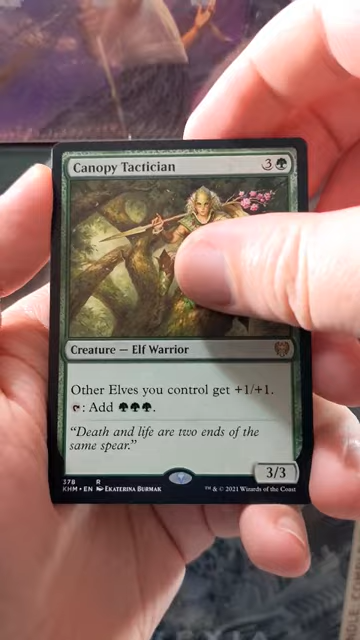 Canopy Tactician 3
Creature — Elf Warrior
Other Elves you control get +1/+1.
: Add .
"Death and life are two ends of the
same spear."
3/3
378 R
KHM • EN Ekaterina Burmak
™ & © 2021 Wizards of the Coast